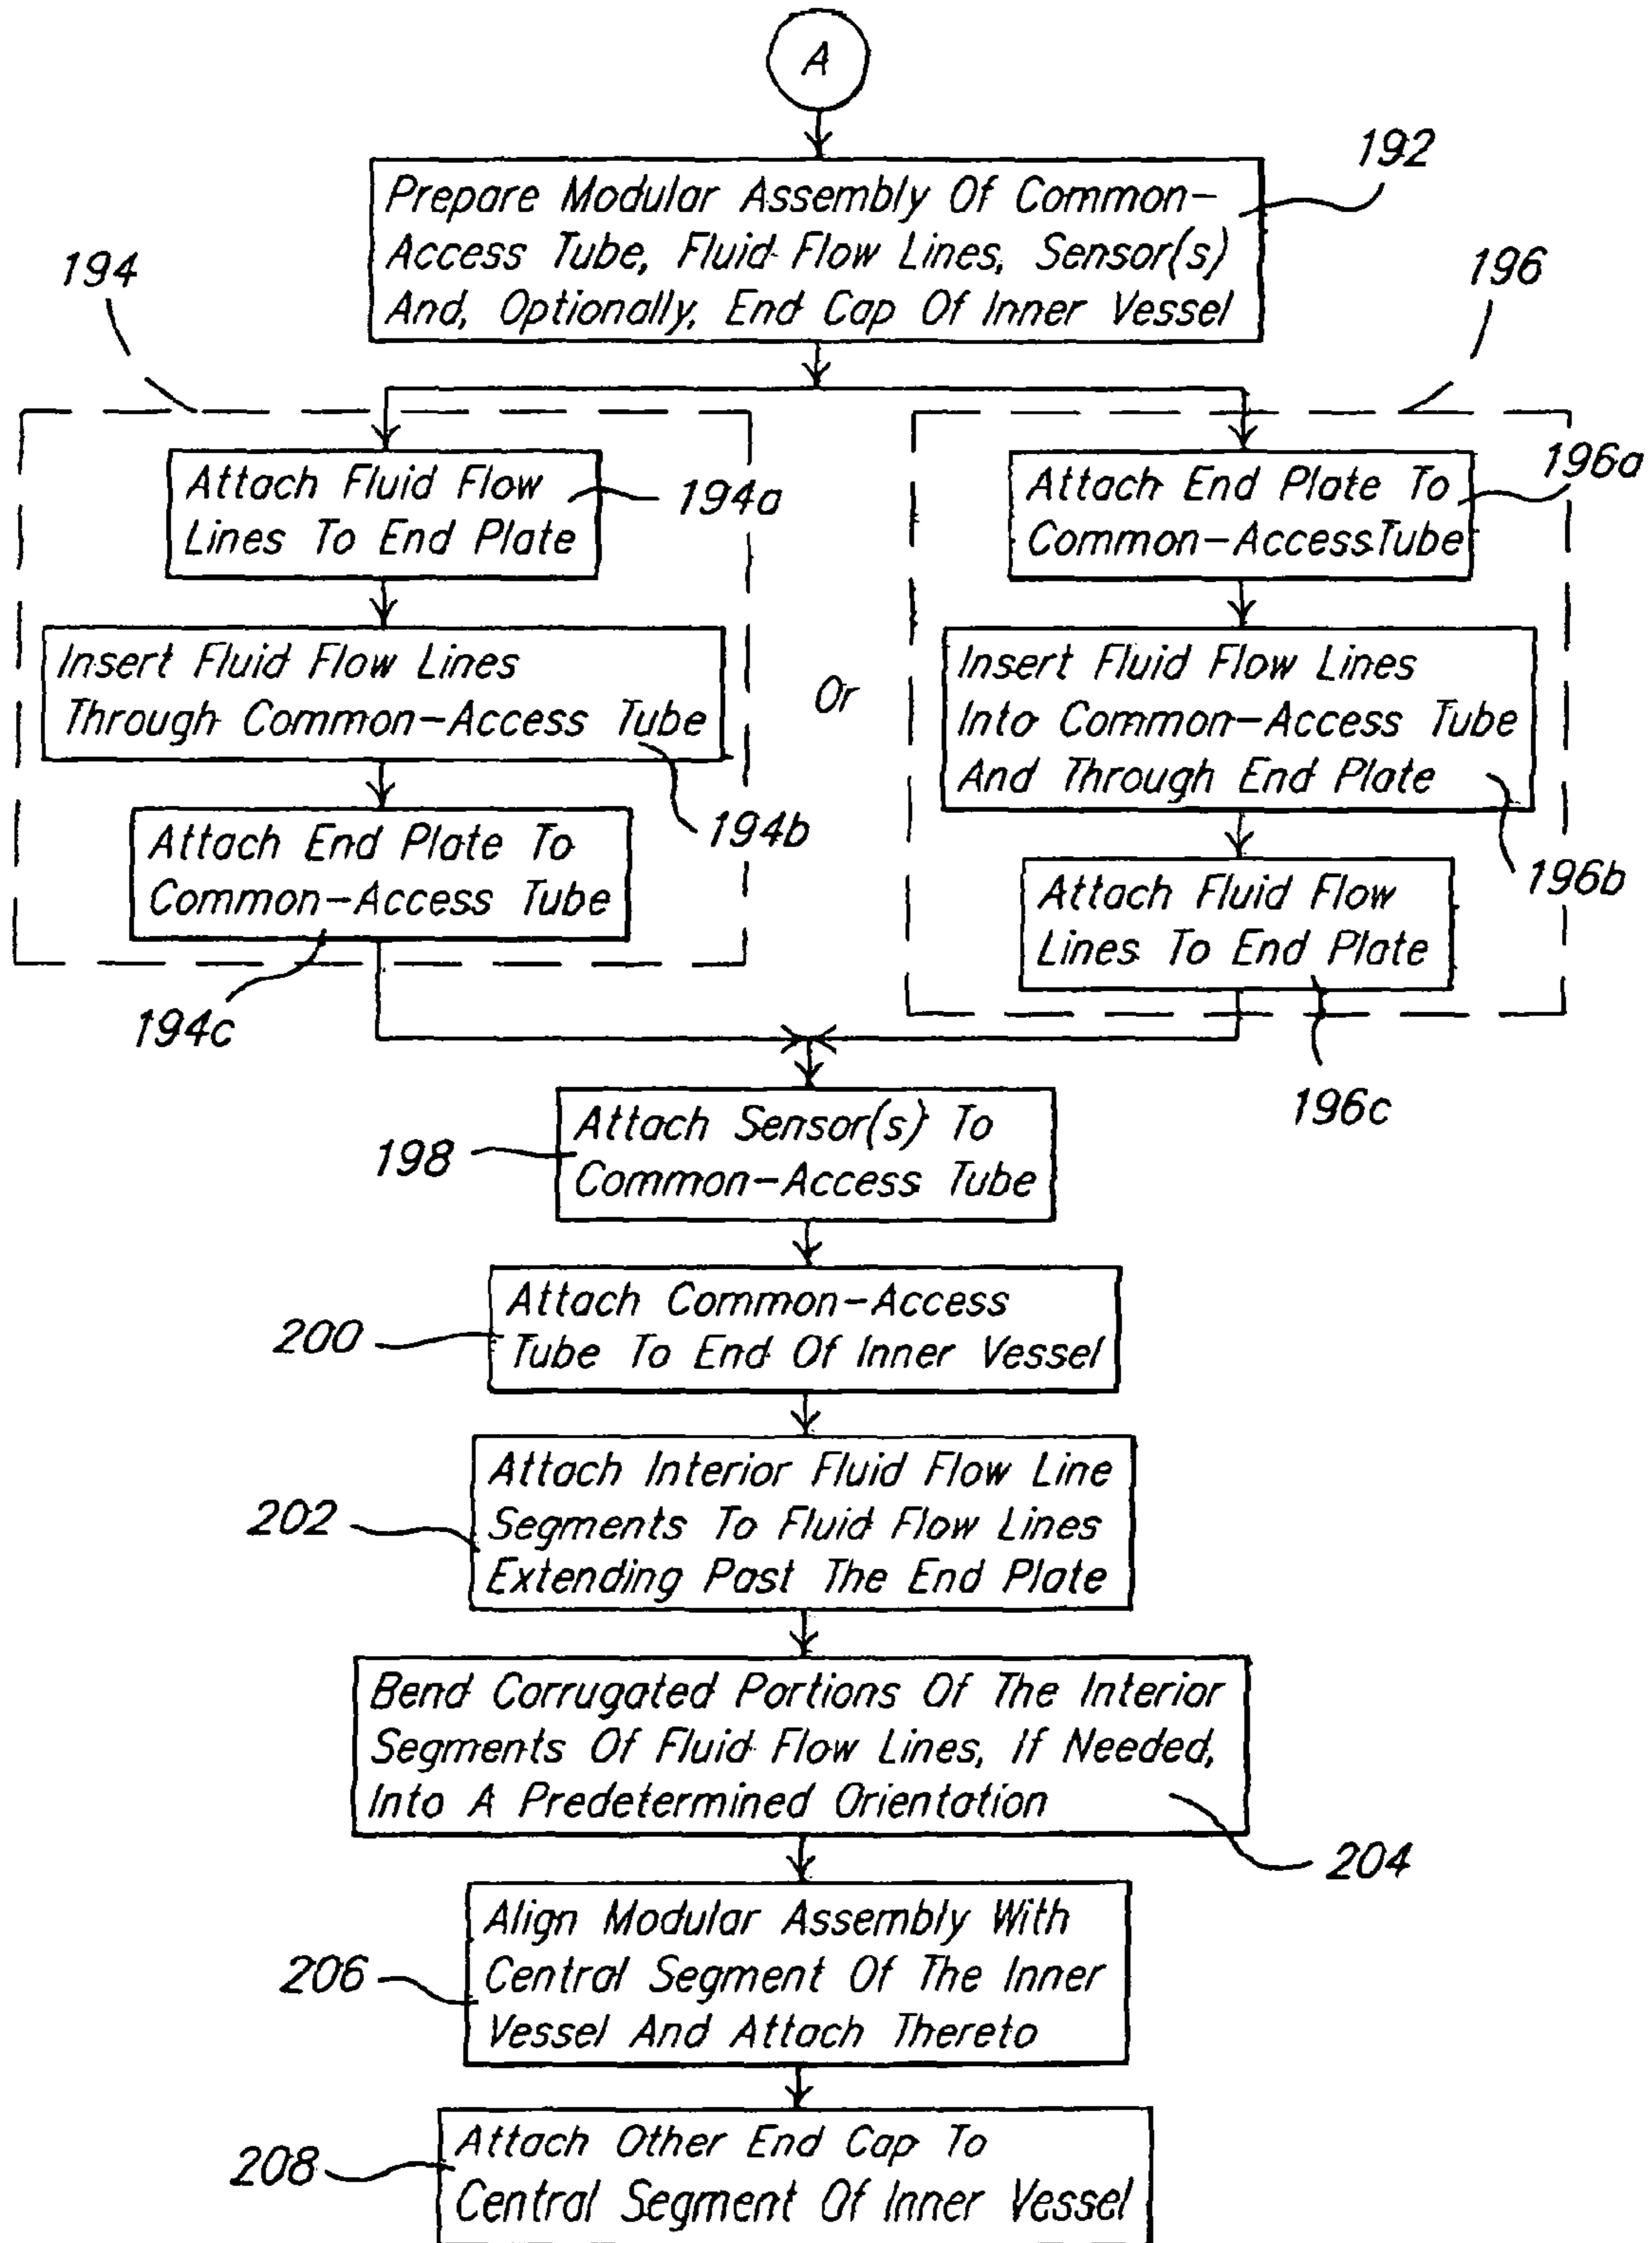 A
192
Prepare Modular Assembly Of Common-
Access Tube, Fluid Flow Lines, Sensor(s)
And, Optionally, End Cap Of Inner Vessel
194
196
Attach Fluid Flow
Lines To End Plate
194a
Insert Fluid Flow Lines
Through Common-Access Tube
194b
Attach End Plate To
Common-Access Tube
194c
Or
Attach End Plate To
Common-Access Tube
196a
Insert Fluid Flow Lines
Into Common-Access Tube
And Through End Plate
196b
Attach Fluid Flow
Lines To End Plate
196c
198
Attach Sensor(s) To
Common-Access Tube
200
Attach Common-Access
Tube To End Of Inner Vessel
202
Attach Interior Fluid Flow Line
Segments To Fluid Flow Lines
Extending Past The End Plate
Bend Corrugated Portions Of The Interior
Segments Of Fluid Flow Lines, If Needed,
Into A Predetermined Orientation
204
206
Align Modular Assembly With
Central Segment Of The Inner
Vessel And Attach Thereto
208
Attach Other End Cap To
Central Segment Of Inner Vessel